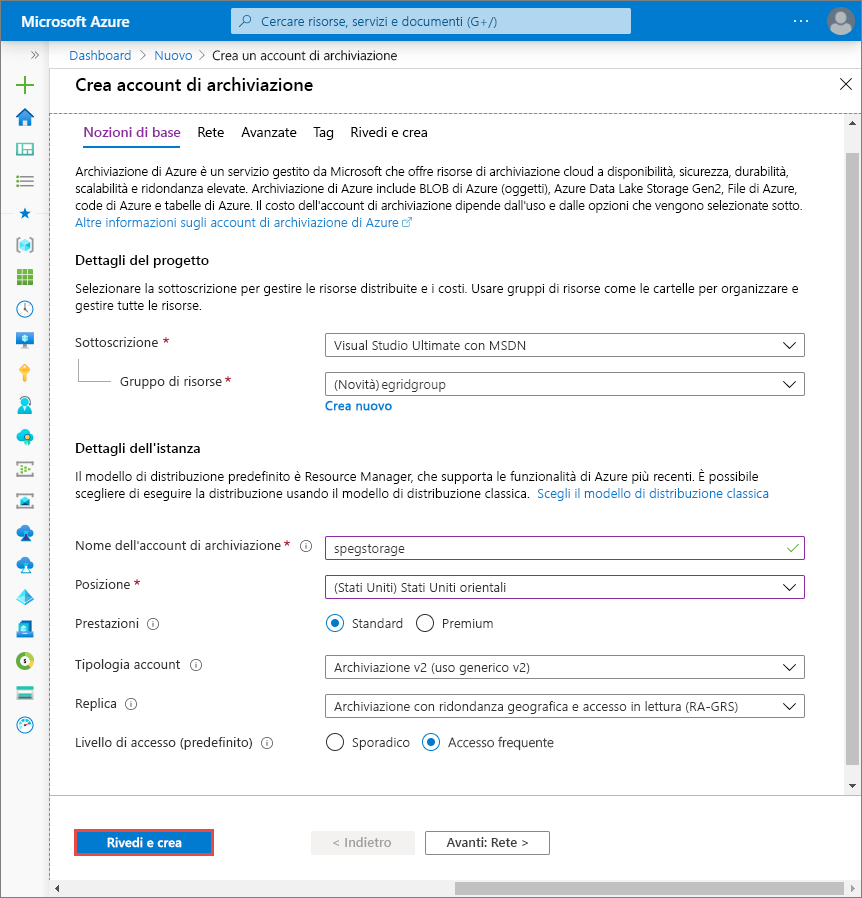 Microsoft Azure
Cercare risorse, servizi e documenti (G+/)
Dashboard > Nuovo > Crea un account di archiviazione
Crea account di archiviazione
Nozioni di base Rete Avanzate Tag Rivedi e crea
Archiviazione di Azure è un servizio gestito da Microsoft che offre risorse di archiviazione cloud a disponibilità, sicurezza, durabilità,
scalabilità e ridondanza elevate. Archiviazione di Azure include BLOB di Azure (oggetti), Azure Data Lake Storage Gen2, File di Azure,
code di Azure e tabelle di Azure. Il costo dell'account di archiviazione dipende dall'uso e dalle opzioni che vengono selezionate sotto.
Altre informazioni sugli account di archiviazione di Azure
Dettagli del progetto
Selezionare la sottoscrizione per gestire le risorse distribuite e i costi. Usare gruppi di risorse come le cartelle per organizzare e
gestire tutte le risorse.
Sottoscrizione * Visual Studio Ultimate con MSDN
Gruppo di risorse * (Novità) egridgroup
Crea nuovo
Dettagli dell'istanza
Il modello di distribuzione predefinito è Resource Manager, che supporta le funzionalità di Azure più recenti. È possibile
scegliere di eseguire la distribuzione usando il modello di distribuzione classica. Scegli il modello di distribuzione classica
Nome dell'account di archiviazione * spegstorage
Posizione * (Stati Uniti) Stati Uniti orientali
Prestazioni Standard Premium
Tipologia account Archiviazione v2 (uso generico v2)
Replica Archiviazione con ridondanza geografica e accesso in lettura (RA-GRS)
Livello di accesso (predefinito) Sporadico Accesso frequente
Rivedi e crea < Indietro Avanti: Rete >